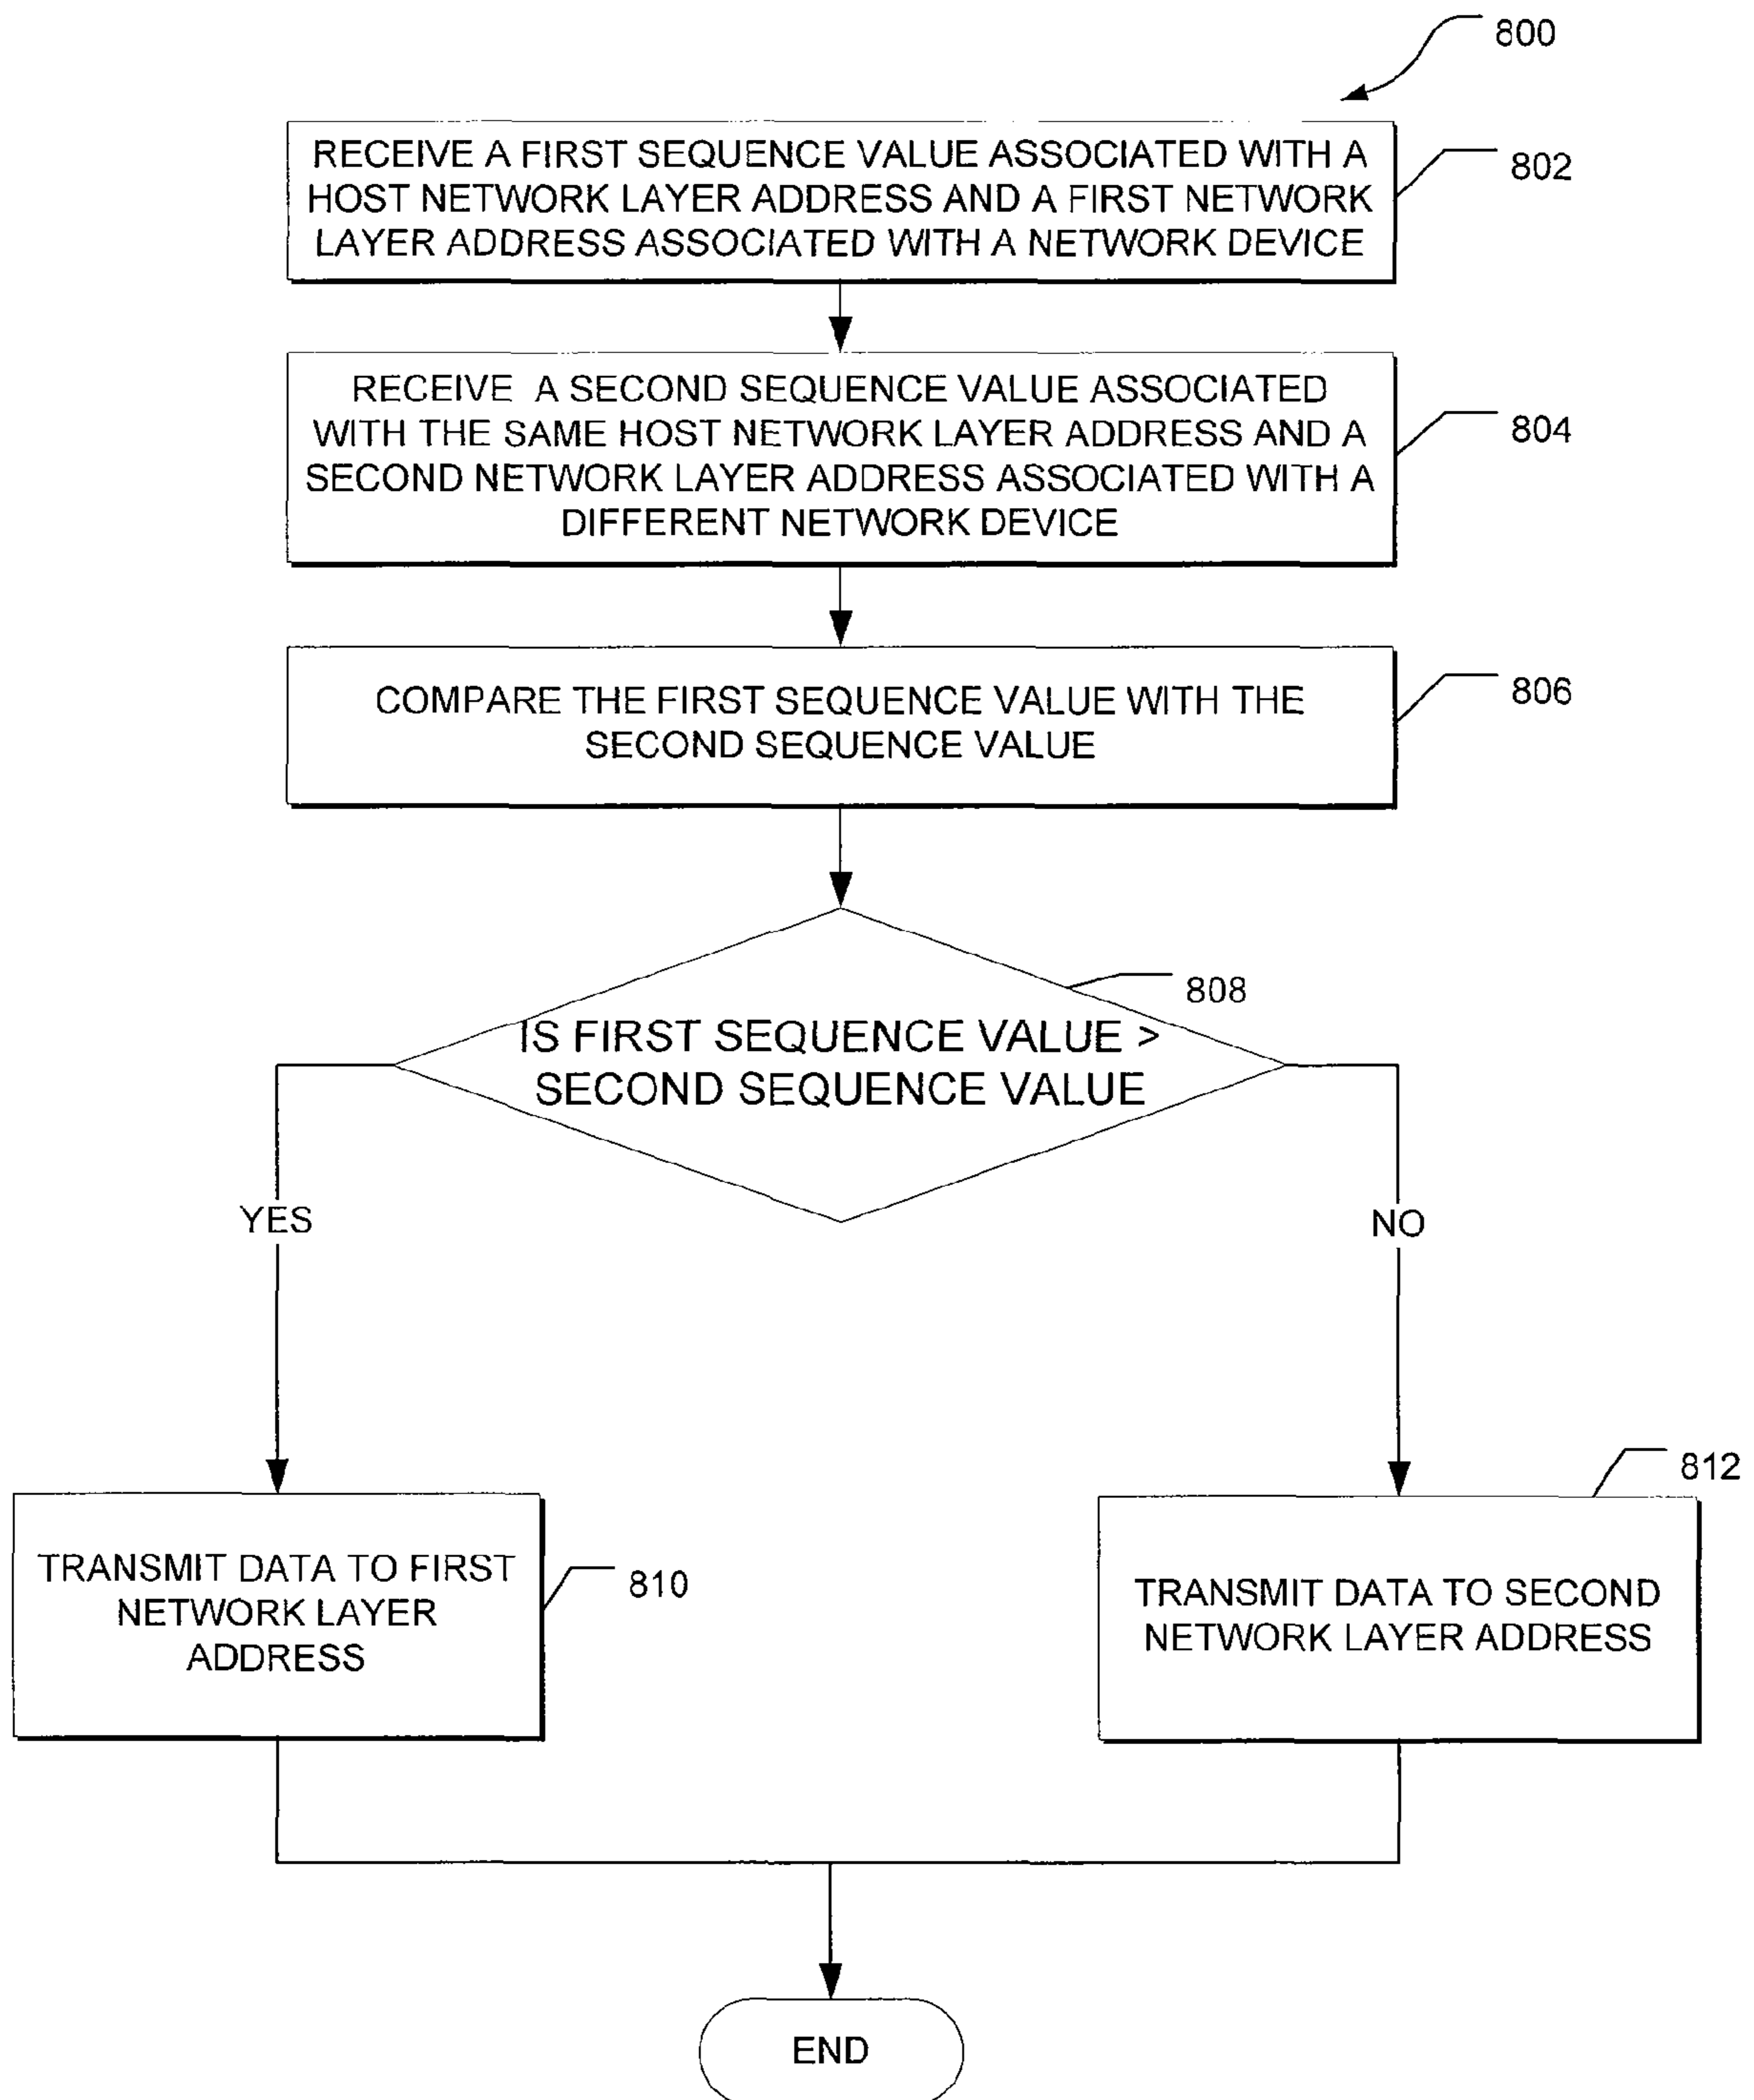 800
RECEIVE A FIRST SEQUENCE VALUE ASSOCIATED WITH A
HOST NETWORK LAYER ADDRESS AND A FIRST NETWORK
LAYER ADDRESS ASSOCIATED WITH A NETWORK DEVICE
802
RECEIVE A SECOND SEQUENCE VALUE ASSOCIATED
WITH THE SAME HOST NETWORK LAYER ADDRESS AND A
SECOND NETWORK LAYER ADDRESS ASSOCIATED WITH A
DIFFERENT NETWORK DEVICE
804
COMPARE THE FIRST SEQUENCE VALUE WITH THE
SECOND SEQUENCE VALUE
806
808
IS FIRST SEQUENCE VALUE >
SECOND SEQUENCE VALUE
YES
NO
TRANSMIT DATA TO FIRST
NETWORK LAYER
ADDRESS
810
812
TRANSMIT DATA TO SECOND
NETWORK LAYER ADDRESS
END